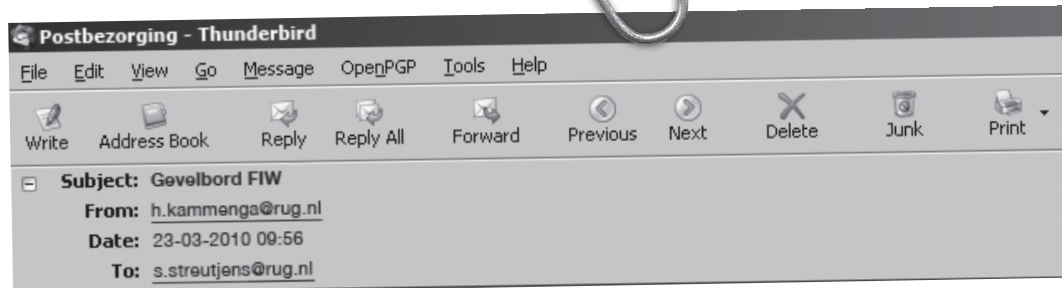 Postbezorging - Thunderbird
File Edit View Go Message OpenPGP Tools Help
Write Address Book Reply Reply All Forward Previous Next Delete Junk Print
Subject: Gevelbord FIW
From: h.kammenga@rug.nl
Date: 23-03-2010 09:56
To: s.streutjens@rug.nl